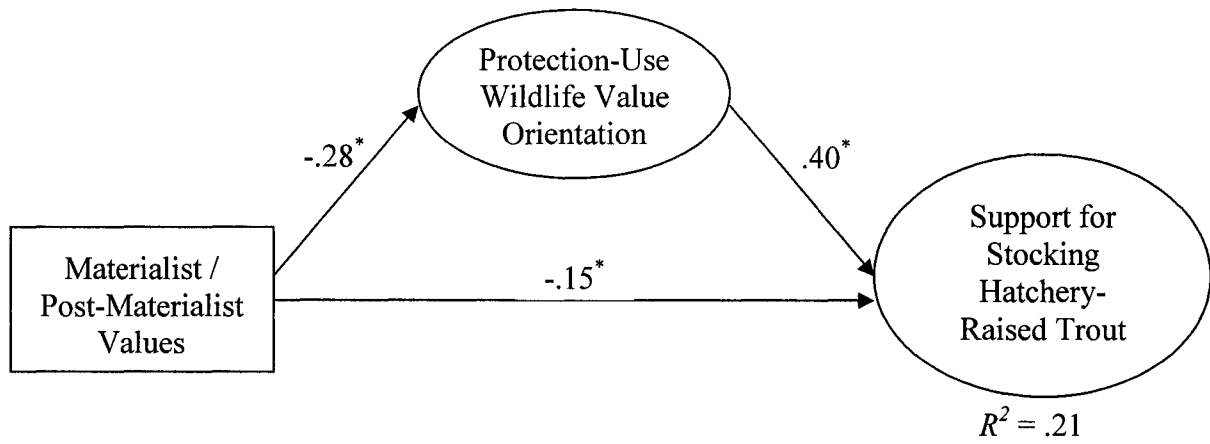 Protection-Use
Wildlife Value
Orientation
-.28*
.40*
Materialist /
Post-Materialist
Values
-.15*
Support for
Stocking
Hatchery-
Raised Trout
R² = .21